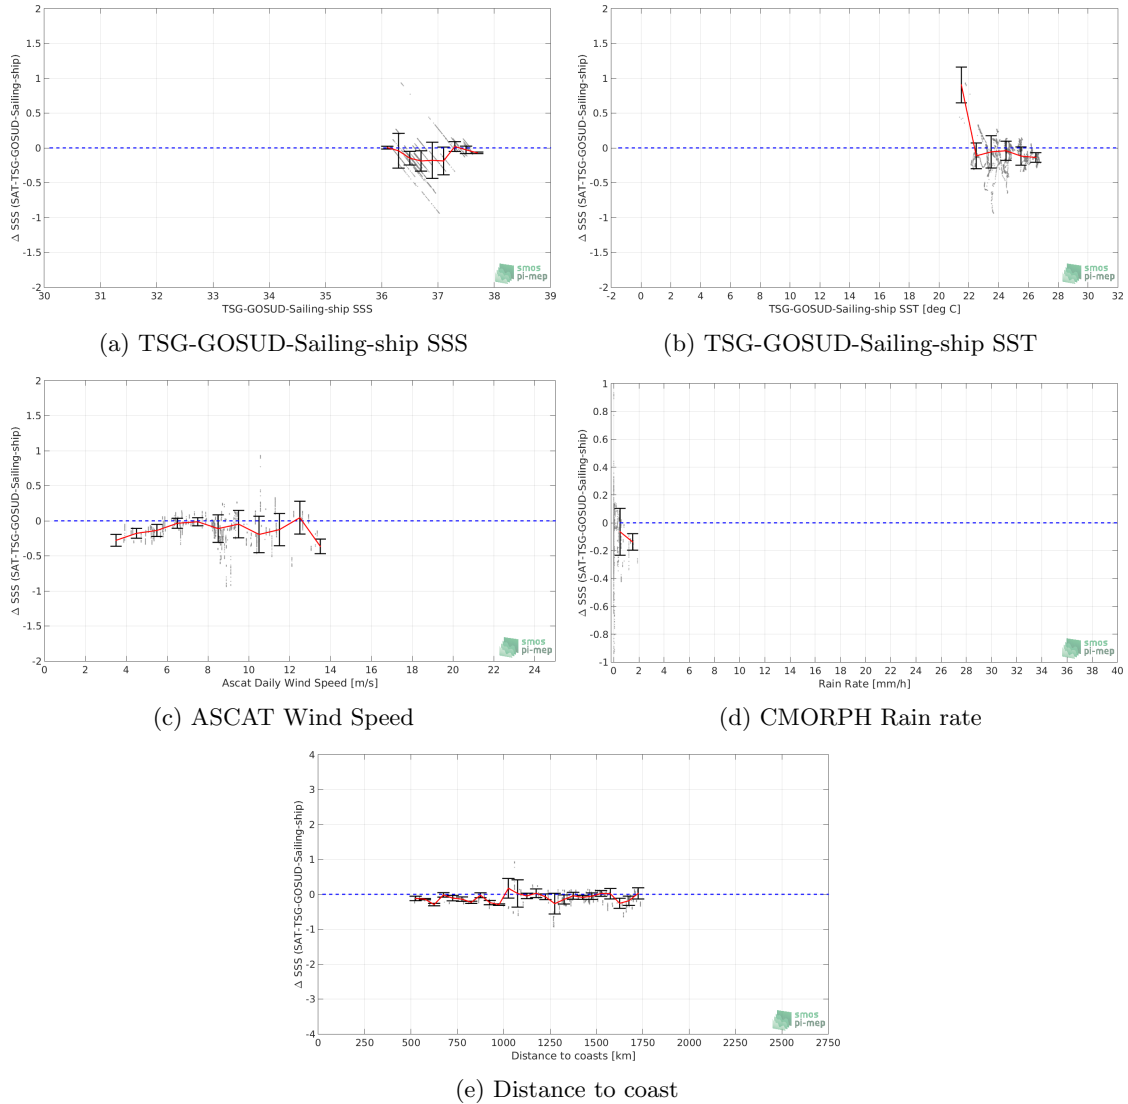 2
1.5
1
0.5
0
-0.5
-1
-1.5
-2
Δ SSS (SAT-TSG-GOSUD-Sailing-ship)
30 31 32 33 34 35 36 37 38 39
TSG-GOSUD-Sailing-ship SSS
smos
pi-mep
(a) TSG-GOSUD-Sailing-ship SSS
2
1.5
1
0.5
0
-0.5
-1
-1.5
-2
Δ SSS (SAT-TSG-GOSUD-Sailing-ship)
-2 0 2 4 6 8 10 12 14 16 18 20 22 24 26 28 30 32
TSG-GOSUD-Sailing-ship SST [deg C]
smos
pi-mep
(b) TSG-GOSUD-Sailing-ship SST
2
1.5
1
0.5
0
-0.5
-1
-1.5
-2
Δ SSS (SAT-TSG-GOSUD-Sailing-ship)
0 2 4 6 8 10 12 14 16 18 20 22 24
Ascat Daily Wind Speed [m/s]
smos
pi-mep
(c) ASCAT Wind Speed
1
0.8
0.6
0.4
0.2
0
-0.2
-0.4
-0.6
-0.8
-1
Δ SSS (SAT-TSG-GOSUD-Sailing-ship)
0 2 4 6 8 10 12 14 16 18 20 22 24 26 28 30 32 34 36 38 40
Rain Rate [mm/h]
smos
pi-mep
(d) CMORPH Rain rate
4
3
2
1
0
-1
-2
-3
-4
Δ SSS (SAT-TSG-GOSUD-Sailing-ship)
0 250 500 750 1000 1250 1500 1750 2000 2250 2500 2750
Distance to coasts [km]
smos
pi-mep
(e) Distance to coast